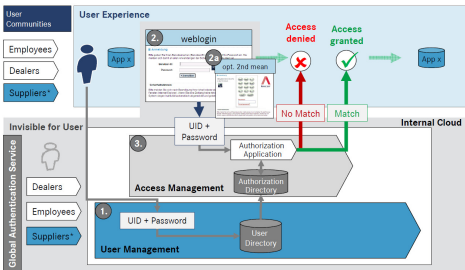 User
Communities
User Experience
Employees
Dealers
Suppliers⁺
App x
2.
weblogin
2a
opt. 2nd mean
Access
denied
Access
granted
App x
No Match
Match
Invisible for User
Internal Cloud
UID +
Password
Global Authentication Service
3.
Authorization
Application
Dealers
Employees
Suppliers⁺
Access Management
Authorization
Directory
1.
UID + Password
User
Directory
User Management